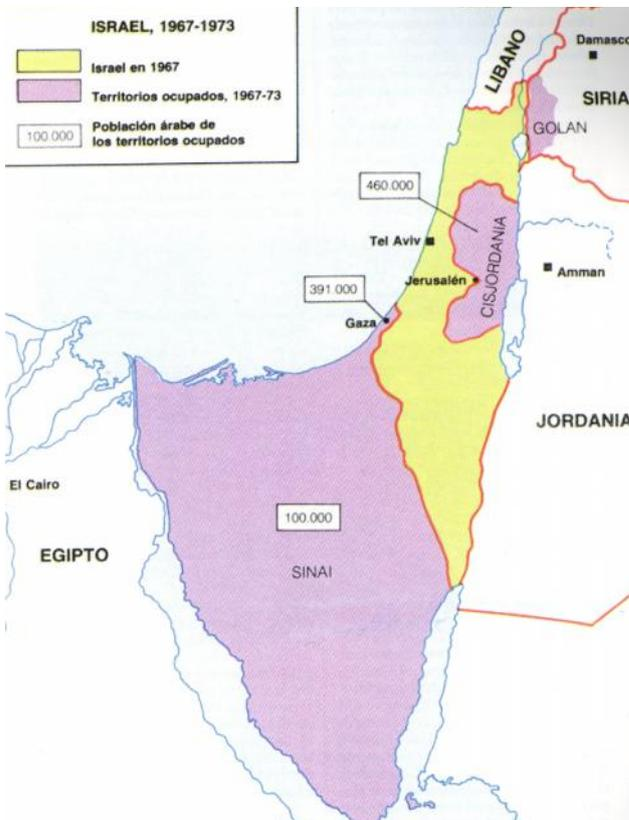 ISRAEL, 1967-1973
Israel en 1967
Territorios ocupados, 1967-73
100.000
Población árabe de
los territorios ocupados
LIBANO
Damasco
SIRIA
GOLAN
460.000
CISJORDANIA
Tel Aviv
Jerusalén
Amman
391.000
Gaza
JORDANIA
El Cairo
100.000
EGIPTO
SINAI